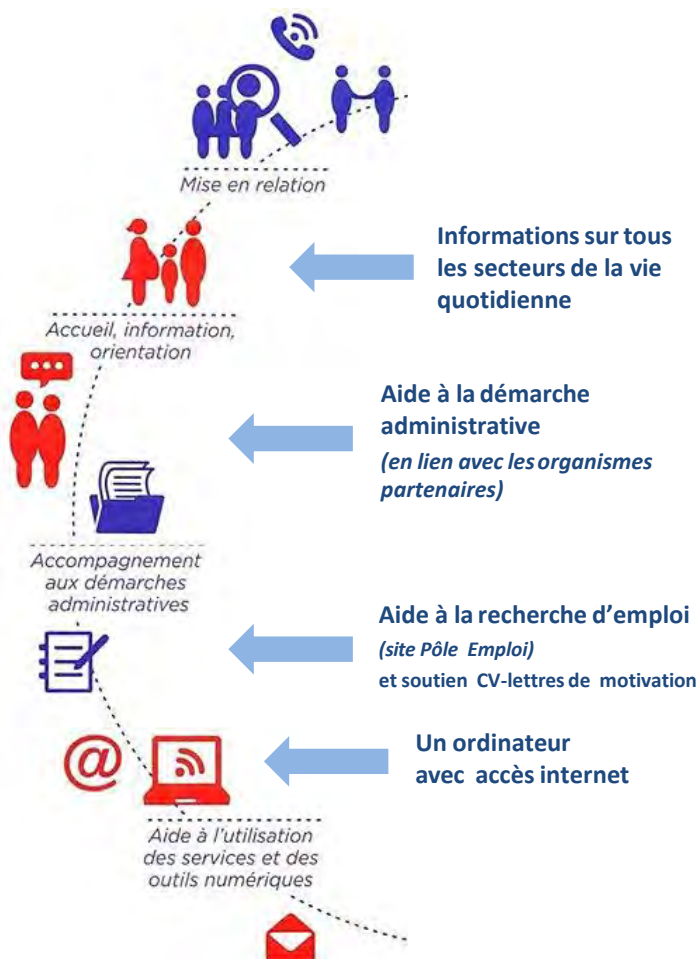 Mise en relation
Informations sur tous
les secteurs de la vie
quotidienne
Accueil, information,
orientation
Aide à la démarche
administrative
(en lien avec les organismes
partenaires)
Accompagnement
aux démarches
administratives
Aide à la recherche d'emploi
(site Pôle Emploi)
et soutien CV-lettres de motivation
@
Un ordinateur
avec accès internet
Aide à l'utilisation
des services et des
outils numériques